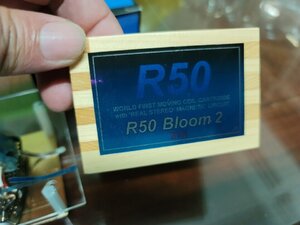 R50
WORLD FIRST MOVING COIL CARTRIDGE
with "REAL STEREO" MAGNETIC CIRCUIT
R50 Bloom 2